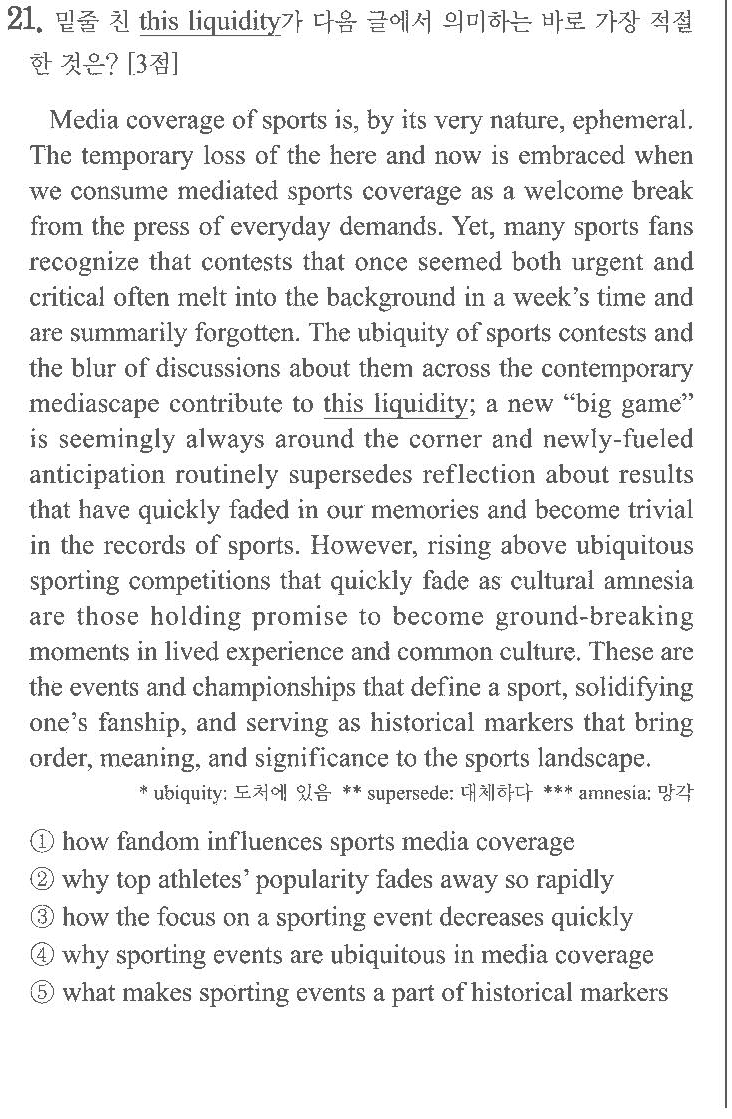 21. 밑줄 친 this liquidity가 다음 글에서 의미하는 바로 가장 적절
한 것은? [3점]
Media coverage of sports is, by its very nature, ephemeral.
The temporary loss of the here and now is embraced when
we consume mediated sports coverage as a welcome break
from the press of everyday demands. Yet, many sports fans
recognize that contests that once seemed both urgent and
critical often melt into the background in a week's time and
are summarily forgotten. The ubiquity of sports contests and
the blur of discussions about them across the contemporary
mediascape contribute to this liquidity; a new “big game”
is seemingly always around the corner and newly-fueled
anticipation routinely supersedes reflection about results
that have quickly faded in our memories and become trivial
in the records of sports. However, rising above ubiquitous
sporting competitions that quickly fade as cultural amnesia
are those holding promise to become ground-breaking
moments in lived experience and common culture. These are
the events and championships that define a sport, solidifying
one's fanship, and serving as historical markers that bring
order, meaning, and significance to the sports landscape.
* ubiquity: 도처에 있음 ** supersede: 대체하다 *** amnesia: 망각
① how fandom influences sports media coverage
② why top athletes' popularity fades away so rapidly
③ how the focus on a sporting event decreases quickly
④ why sporting events are ubiquitous in media coverage
⑤ what makes sporting events a part of historical markers